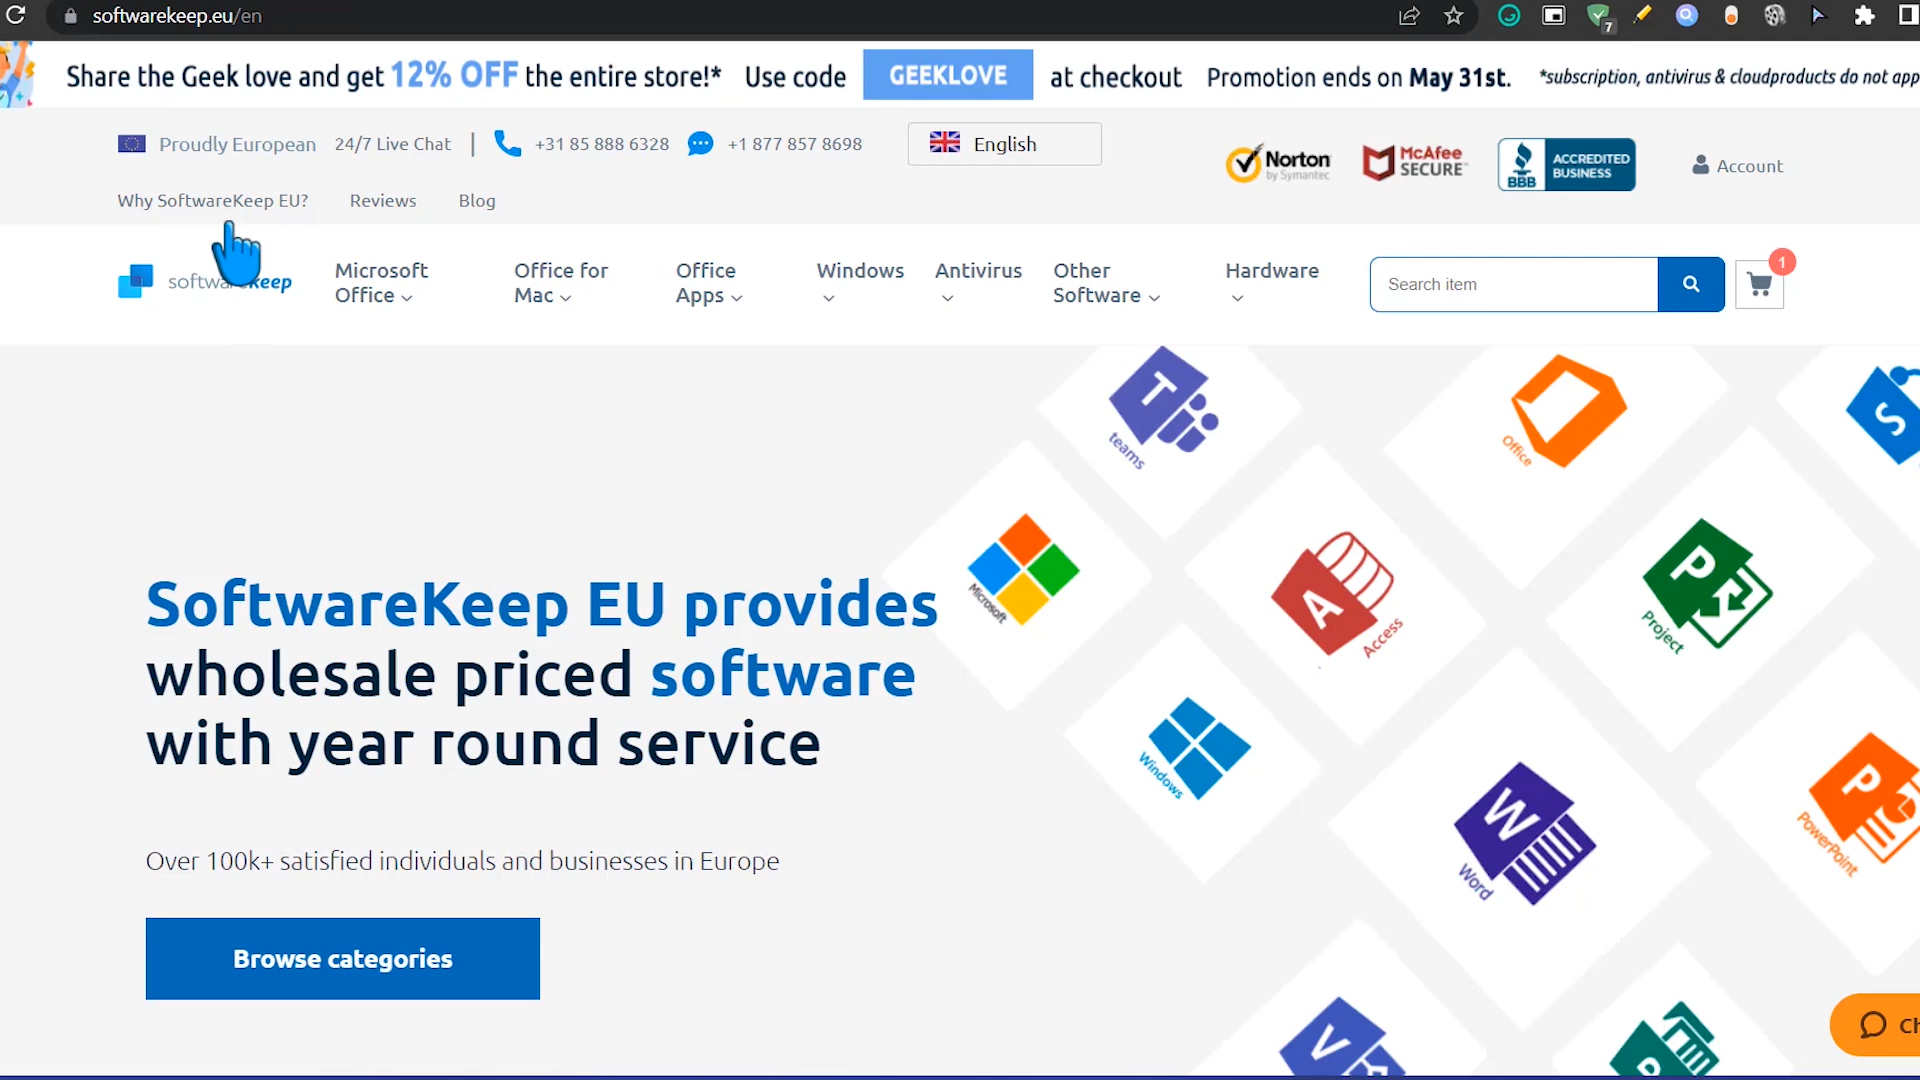 softwarekeep.eu/en
7
Share the Geek love and get 12% OFF the entire store!* Use code GEEKLOVE at checkout Promotion ends on May 31st. *subscription, antivirus & cloudproducts do not app
Proudly European 24/7 Live Chat | +31 85 888 6328 +1 877 857 8698 English
Norton by Symantec
McAfee SECURE
BBB ACCREDITED BUSINESS
Account
Why SoftwareKeep EU? Reviews Blog
softwarekeep
Microsoft Office
Office for Mac
Office Apps
Windows
Antivirus
Other Software
Hardware
Search item
1
SoftwareKeep EU provides
wholesale priced software
with year round service
Over 100k+ satisfied individuals and businesses in Europe
Browse categories
T
teams
Office
S
Microsoft
A
Access
P
Project
Windows
W
Word
P
PowerPoint
V
P
Ch